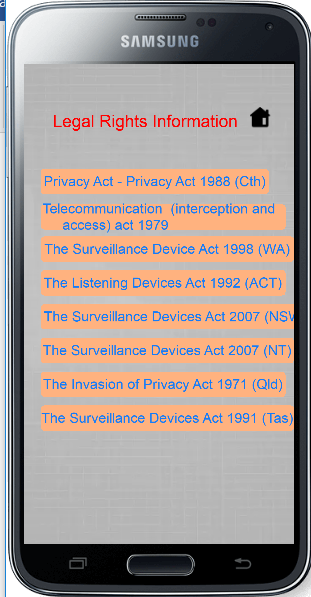 SAMSUNG
Legal Rights Information
Privacy Act - Privacy Act 1988 (Cth)
Telecommunication (interception and
access) act 1979
The Surveillance Device Act 1998 (WA)
The Listening Devices Act 1992 (ACT)
The Surveillance Devices Act 2007 (NSW
The Surveillance Devices Act 2007 (NT)
The Invasion of Privacy Act 1971 (Qld)
The Surveillance Devices Act 1991 (Tas)